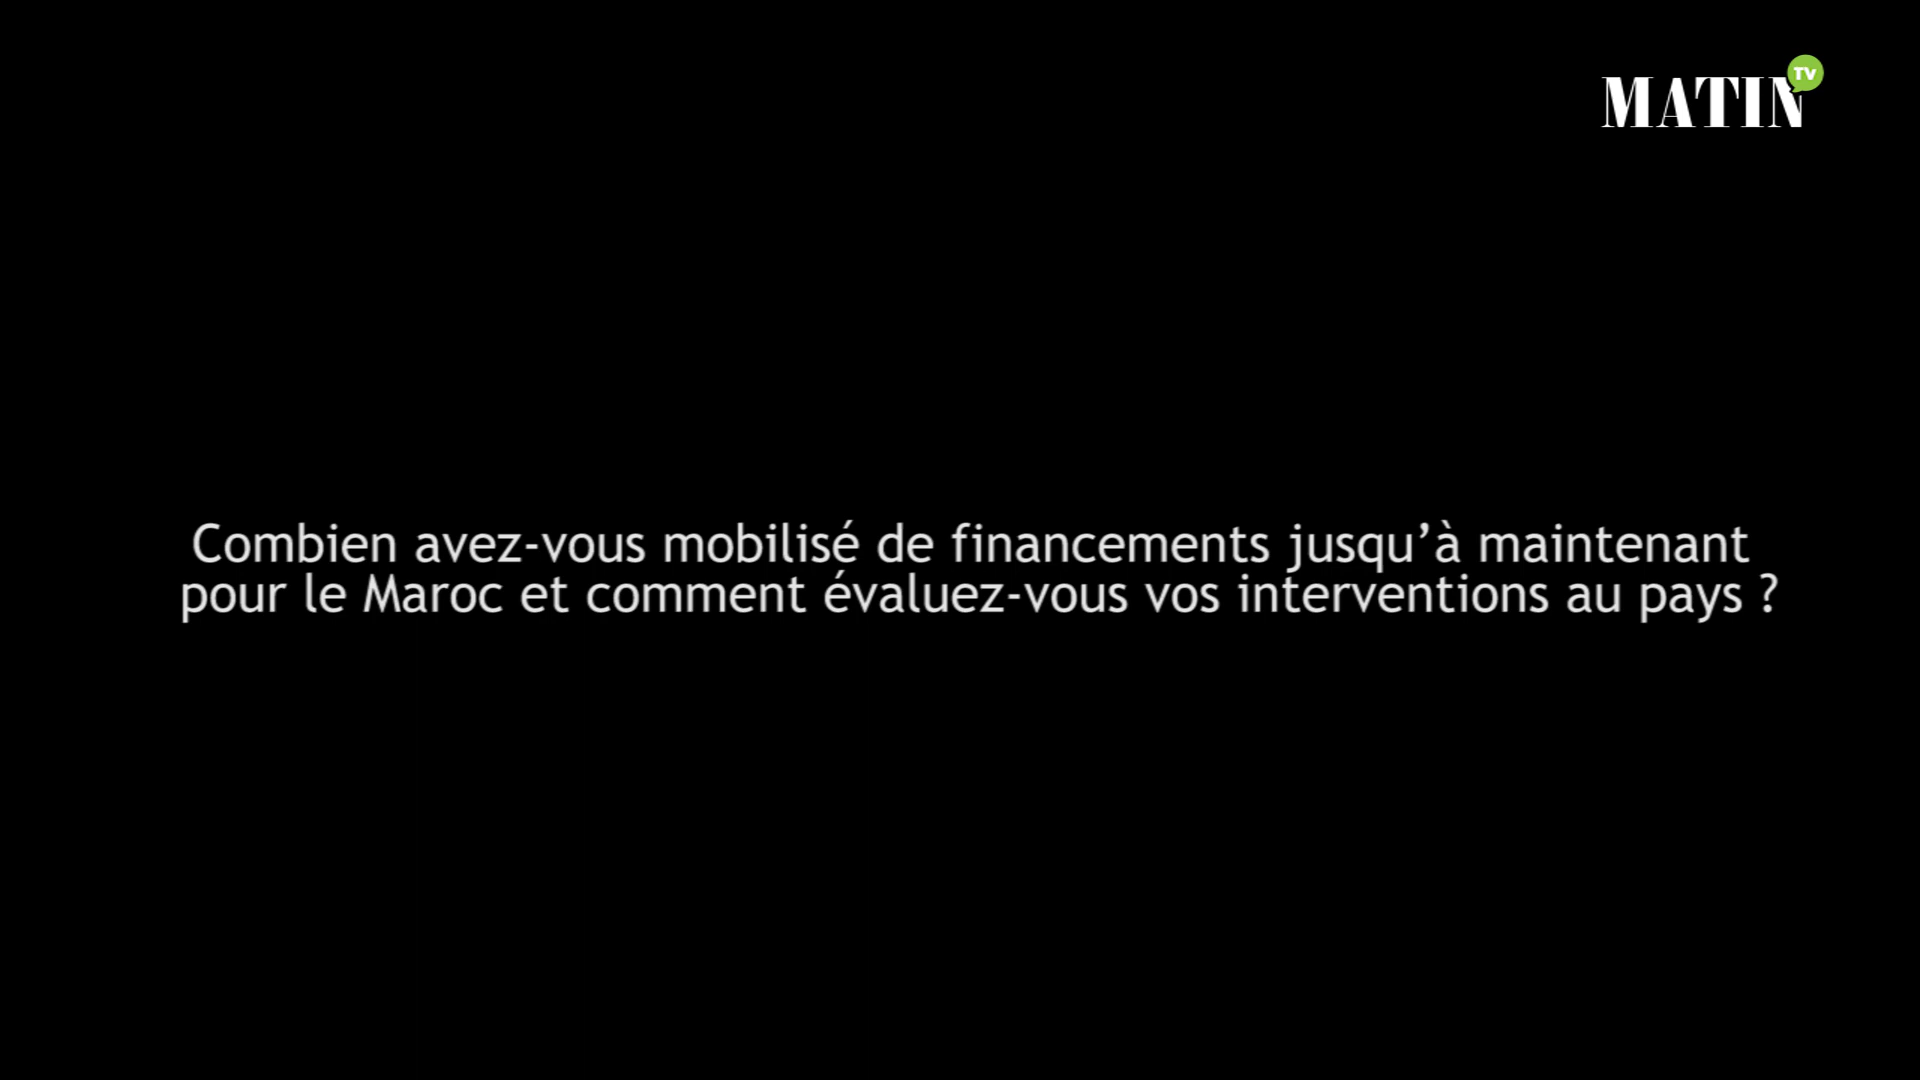 MATIN TV
Combien avez-vous mobilisé de financements jusqu’à maintenant
pour le Maroc et comment évaluez-vous vos interventions au pays ?